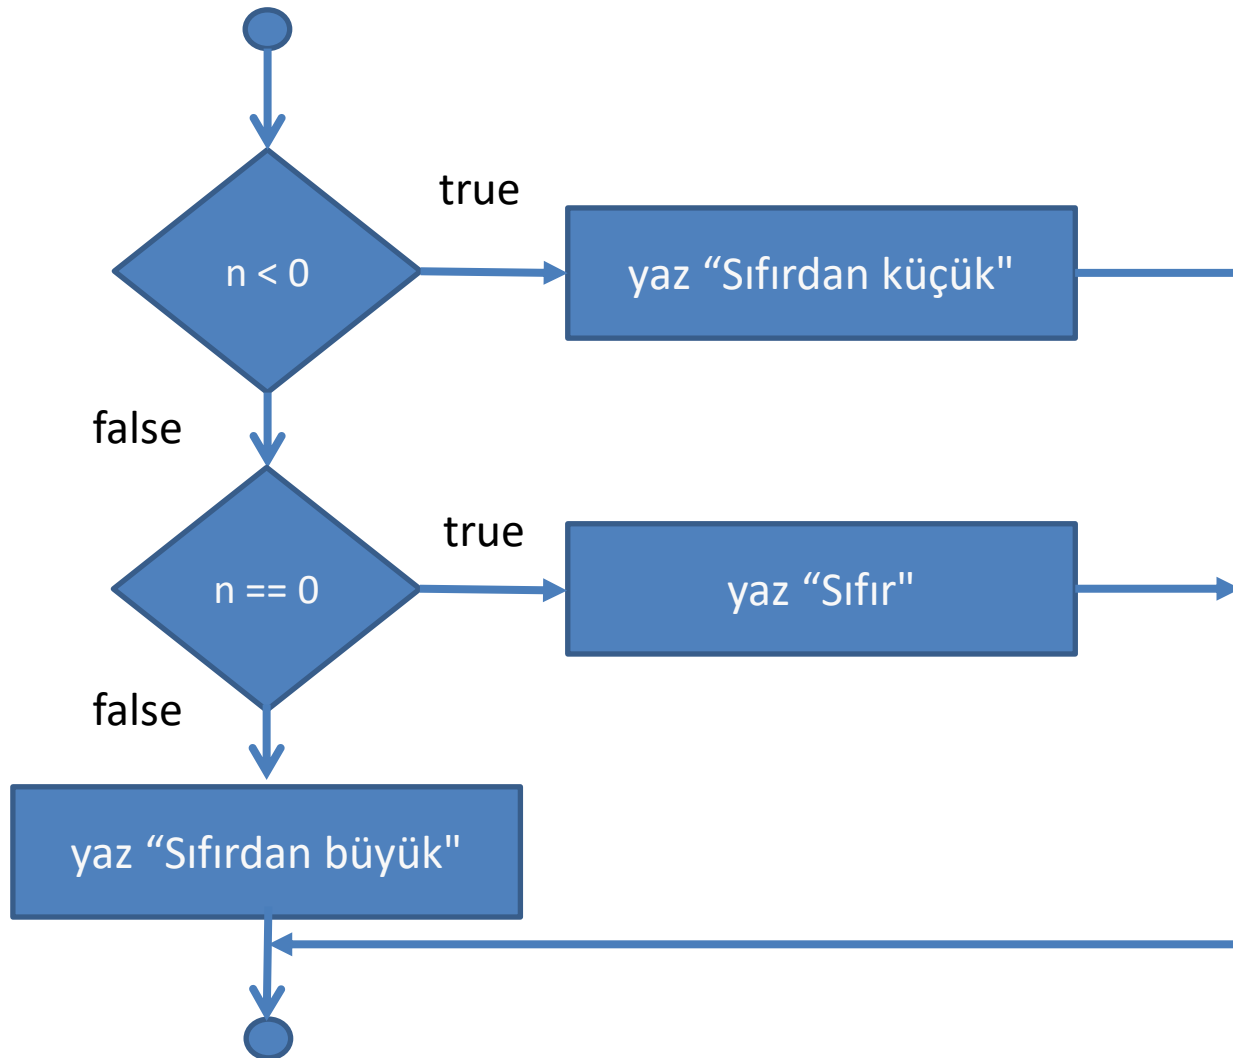 true
n < 0
yaz “Sıfırdan küçük"
false
true
n == 0
yaz “Sıfır"
false
yaz “Sıfırdan büyük"